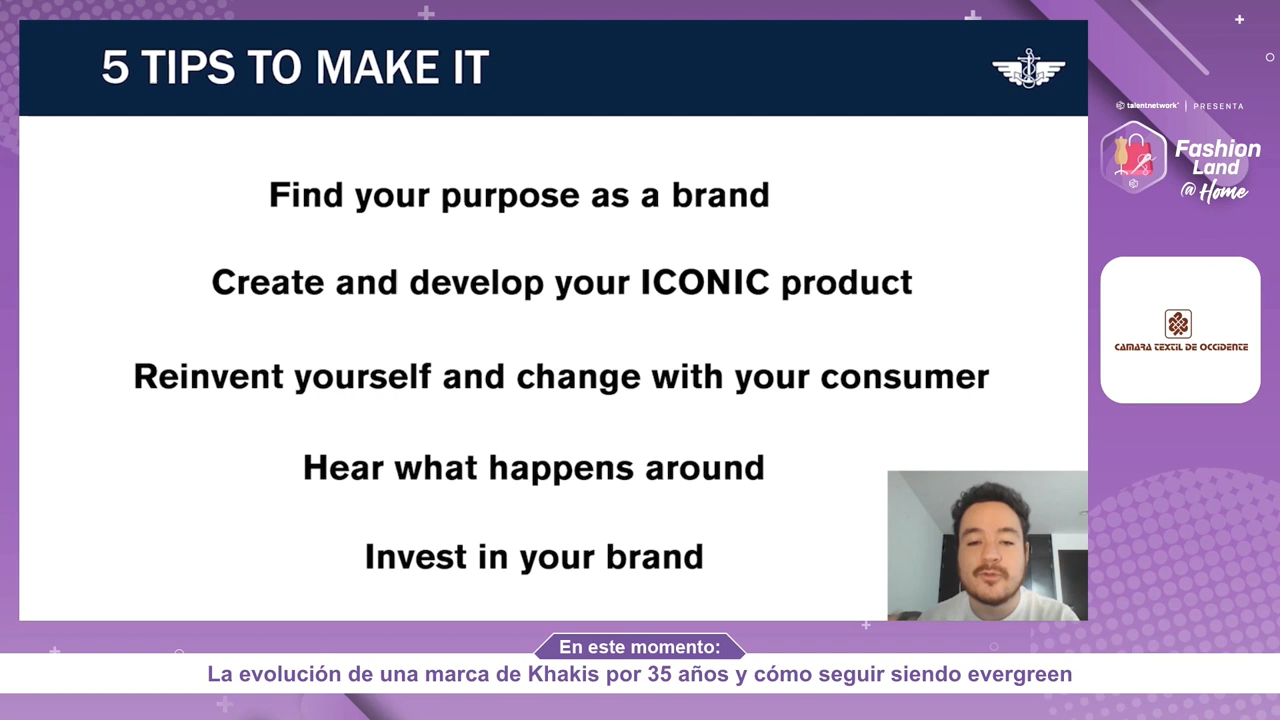 5 TIPS TO MAKE IT
talentnetwork | PRESENTA
Fashion
Land
@ Home
Find your purpose as a brand
Create and develop your ICONIC product
Reinvent yourself and change with your consumer
Hear what happens around
Invest in your brand
CAMARA TEXTIL DE OCCIDENTE
En este momento:
La evolución de una marca de Khakis por 35 años y cómo seguir siendo evergreen